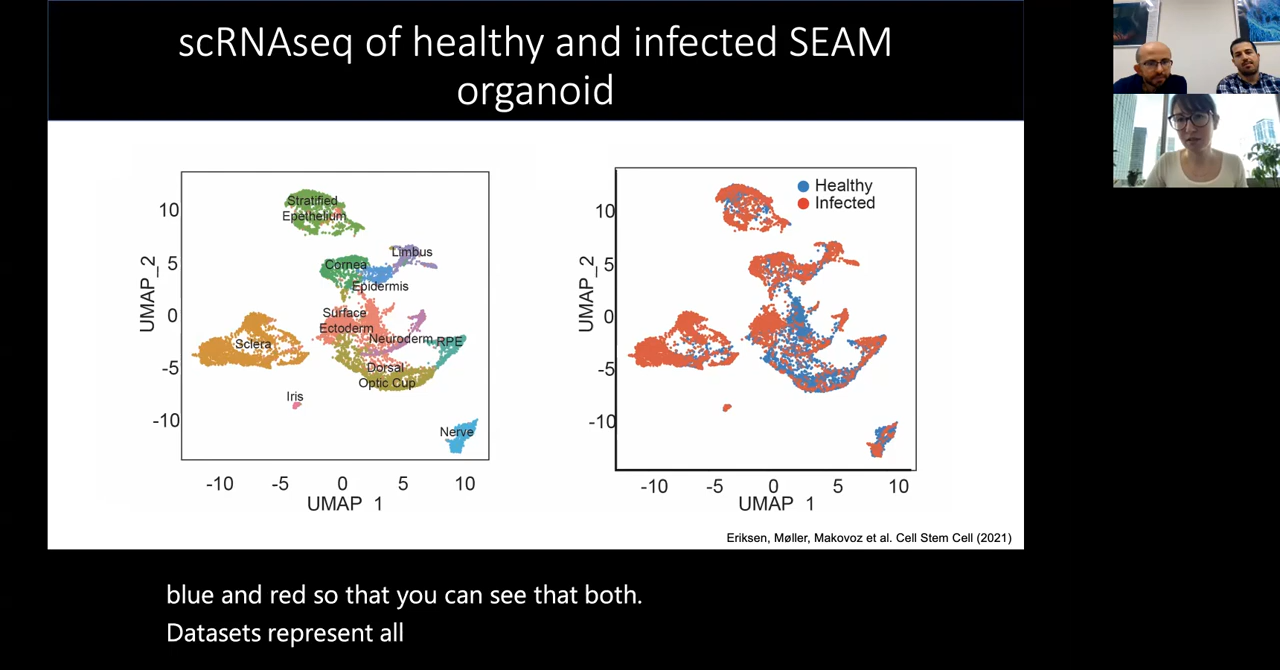 scRNAseq of healthy and infected SEAM
organoid
UMAP_2
10
5
0
-5
-10
Stratified
Epethelium
Limbus
Cornea
Epidermis
Surface
Ectoderm
Neuroderm
RPE
Sclera
Dorsal
Optic Cup
Iris
Nerve
-10 -5 0 5 10
UMAP 1
UMAP_2
10
5
0
-5
-10
Healthy
Infected
-10 -5 0 5 10
UMAP 1
Eriksen, Møller, Makovoz et al. Cell Stem Cell (2021)
blue and red so that you can see that both.
Datasets represent all